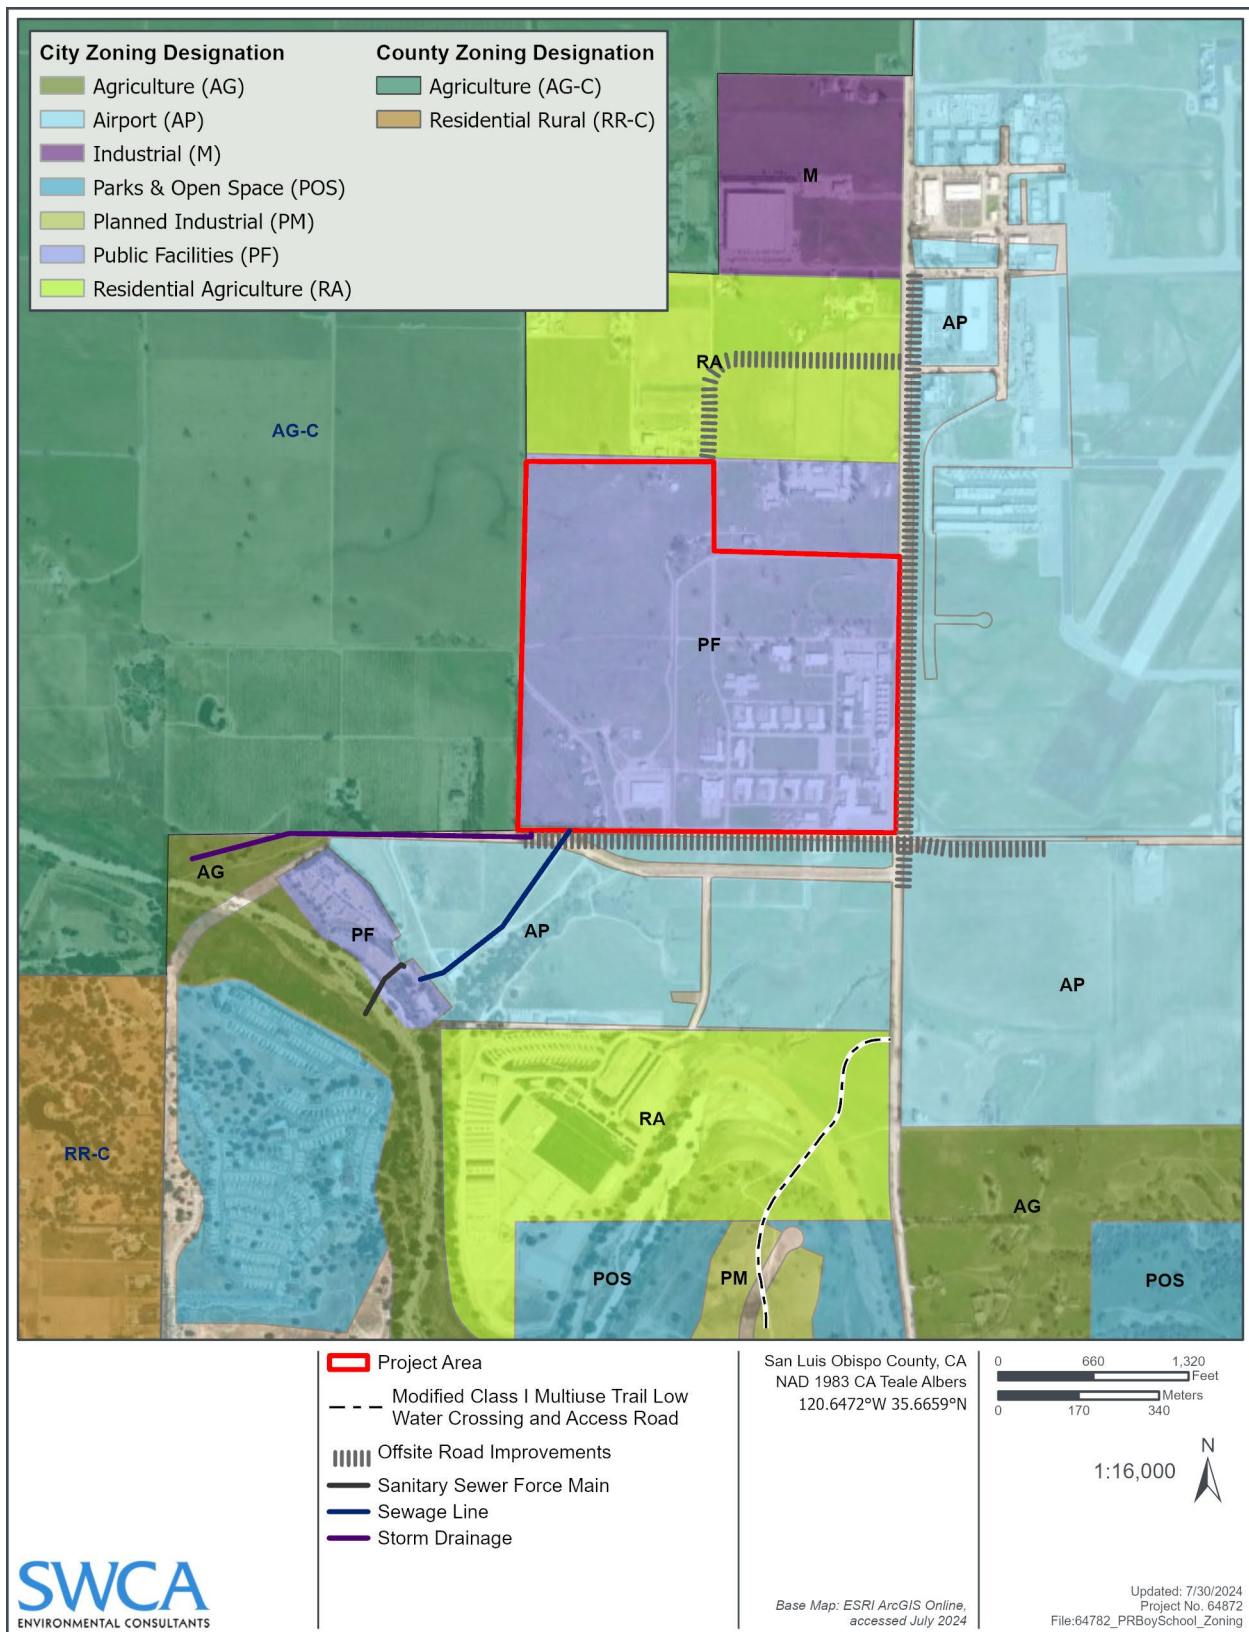 City Zoning Designation
Agriculture (AG)
Airport (AP)
Industrial (M)
Parks & Open Space (POS)
Planned Industrial (PM)
Public Facilities (PF)
Residential Agriculture (RA)
County Zoning Designation
Agriculture (AG-C)
Residential Rural (RR-C)
M
AP
RA
AG-C
PF
AG
PF
AP
AP
RA
RR-C
AG
POS
PM
POS
Project Area
Modified Class I Multiuse Trail Low
Water Crossing and Access Road
Offsite Road Improvements
Sanitary Sewer Force Main
Sewage Line
Storm Drainage
San Luis Obispo County, CA
NAD 1983 CA Teale Albers
120.6472°W 35.6659°N
Base Map: ESRI ArcGIS Online,
accessed July 2024
0 660 1,320
Feet
Meters
0 170 340
N
1:16,000
Updated: 7/30/2024
Project No. 64872
File:64782_PRBoySchool_Zoning
SWCA
ENVIRONMENTAL CONSULTANTS